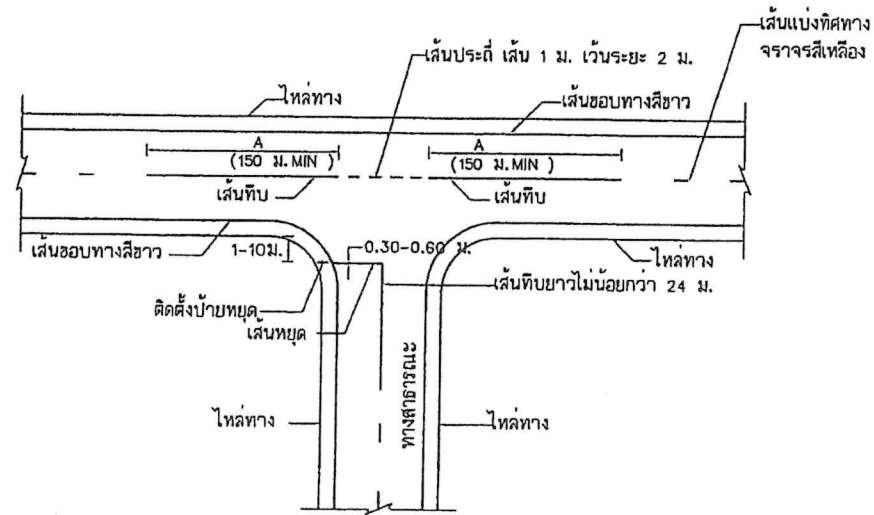 เส้นแบ่งทิศทาง
จราจรสีเหลือง
เส้นประถี่ เส้น 1 ม. เว้นระยะ 2 ม.
ไหล่ทาง
เส้นขอบทางสีขาว
A
(150 ม. MIN )
A
(150 ม. MIN )
เส้นทึบ
เส้นทึบ
เส้นขอบทางสีขาว
1-10ม.
0.30-0.60 ม.
ไหล่ทาง
เส้นทึบยาวไม่น้อยกว่า 24 ม.
ติดตั้งป้ายหยุด
เส้นหยุด
ทางสาธารณะ
ไหล่ทาง
ไหล่ทาง